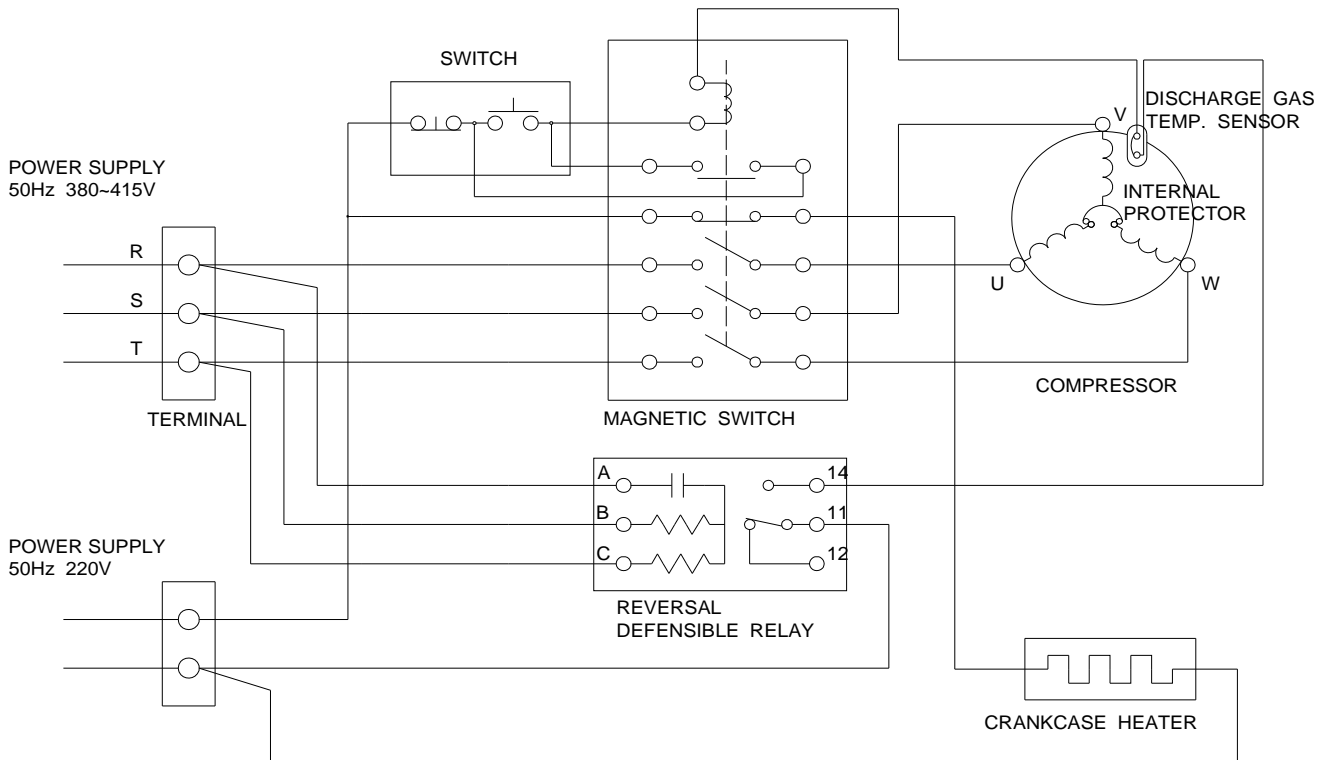 SWITCH
DISCHARGE GAS
TEMP. SENSOR
V
POWER SUPPLY
50Hz 380~415V
INTERNAL
PROTECTOR
R
U
W
S
T
COMPRESSOR
TERMINAL
MAGNETIC SWITCH
A
14
B
11
POWER SUPPLY
50Hz 220V
C
12
REVERSAL
DEFENSIBLE RELAY
CRANKCASE HEATER